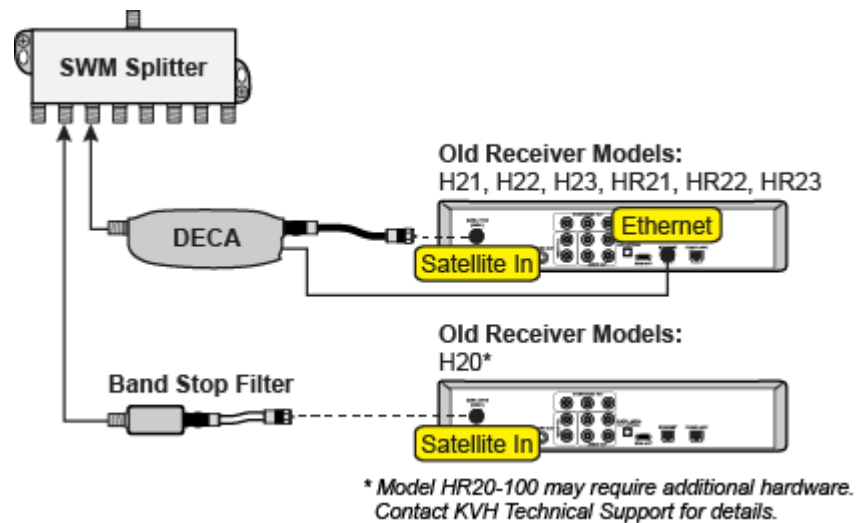 SWM Splitter
Old Receiver Models:
H21, H22, H23, HR21, HR22, HR23
DECA
Ethernet
Satellite In
Old Receiver Models:
H20*
Band Stop Filter
Satellite In
* Model HR20-100 may require additional hardware.
Contact KVH Technical Support for details.